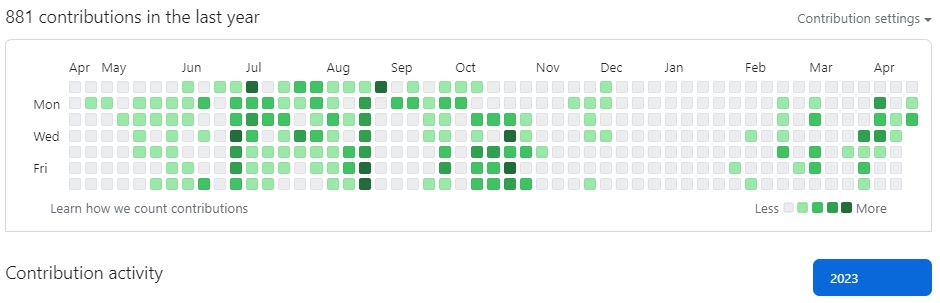 881 contributions in the last year
Contribution settings
Apr May Jun Jul Aug Sep Oct Nov Dec Jan Feb Mar Apr
Mon
Wed
Fri
Learn how we count contributions
Less More
Contribution activity
2023